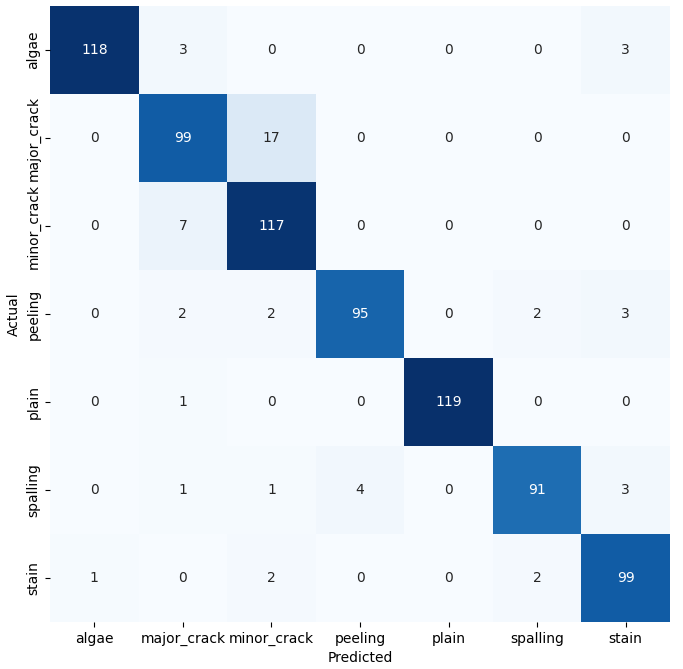 algae 118 3 0 0 0 0 3
major_crack 0 99 17 0 0 0 0
minor_crack 0 7 117 0 0 0 0
peeling 0 2 2 95 0 2 3
plain 0 1 0 0 119 0 0
spalling 0 1 1 4 0 91 3
stain 1 0 2 0 0 2 99
Actual
algae major_crack minor_crack peeling plain spalling stain
Predicted